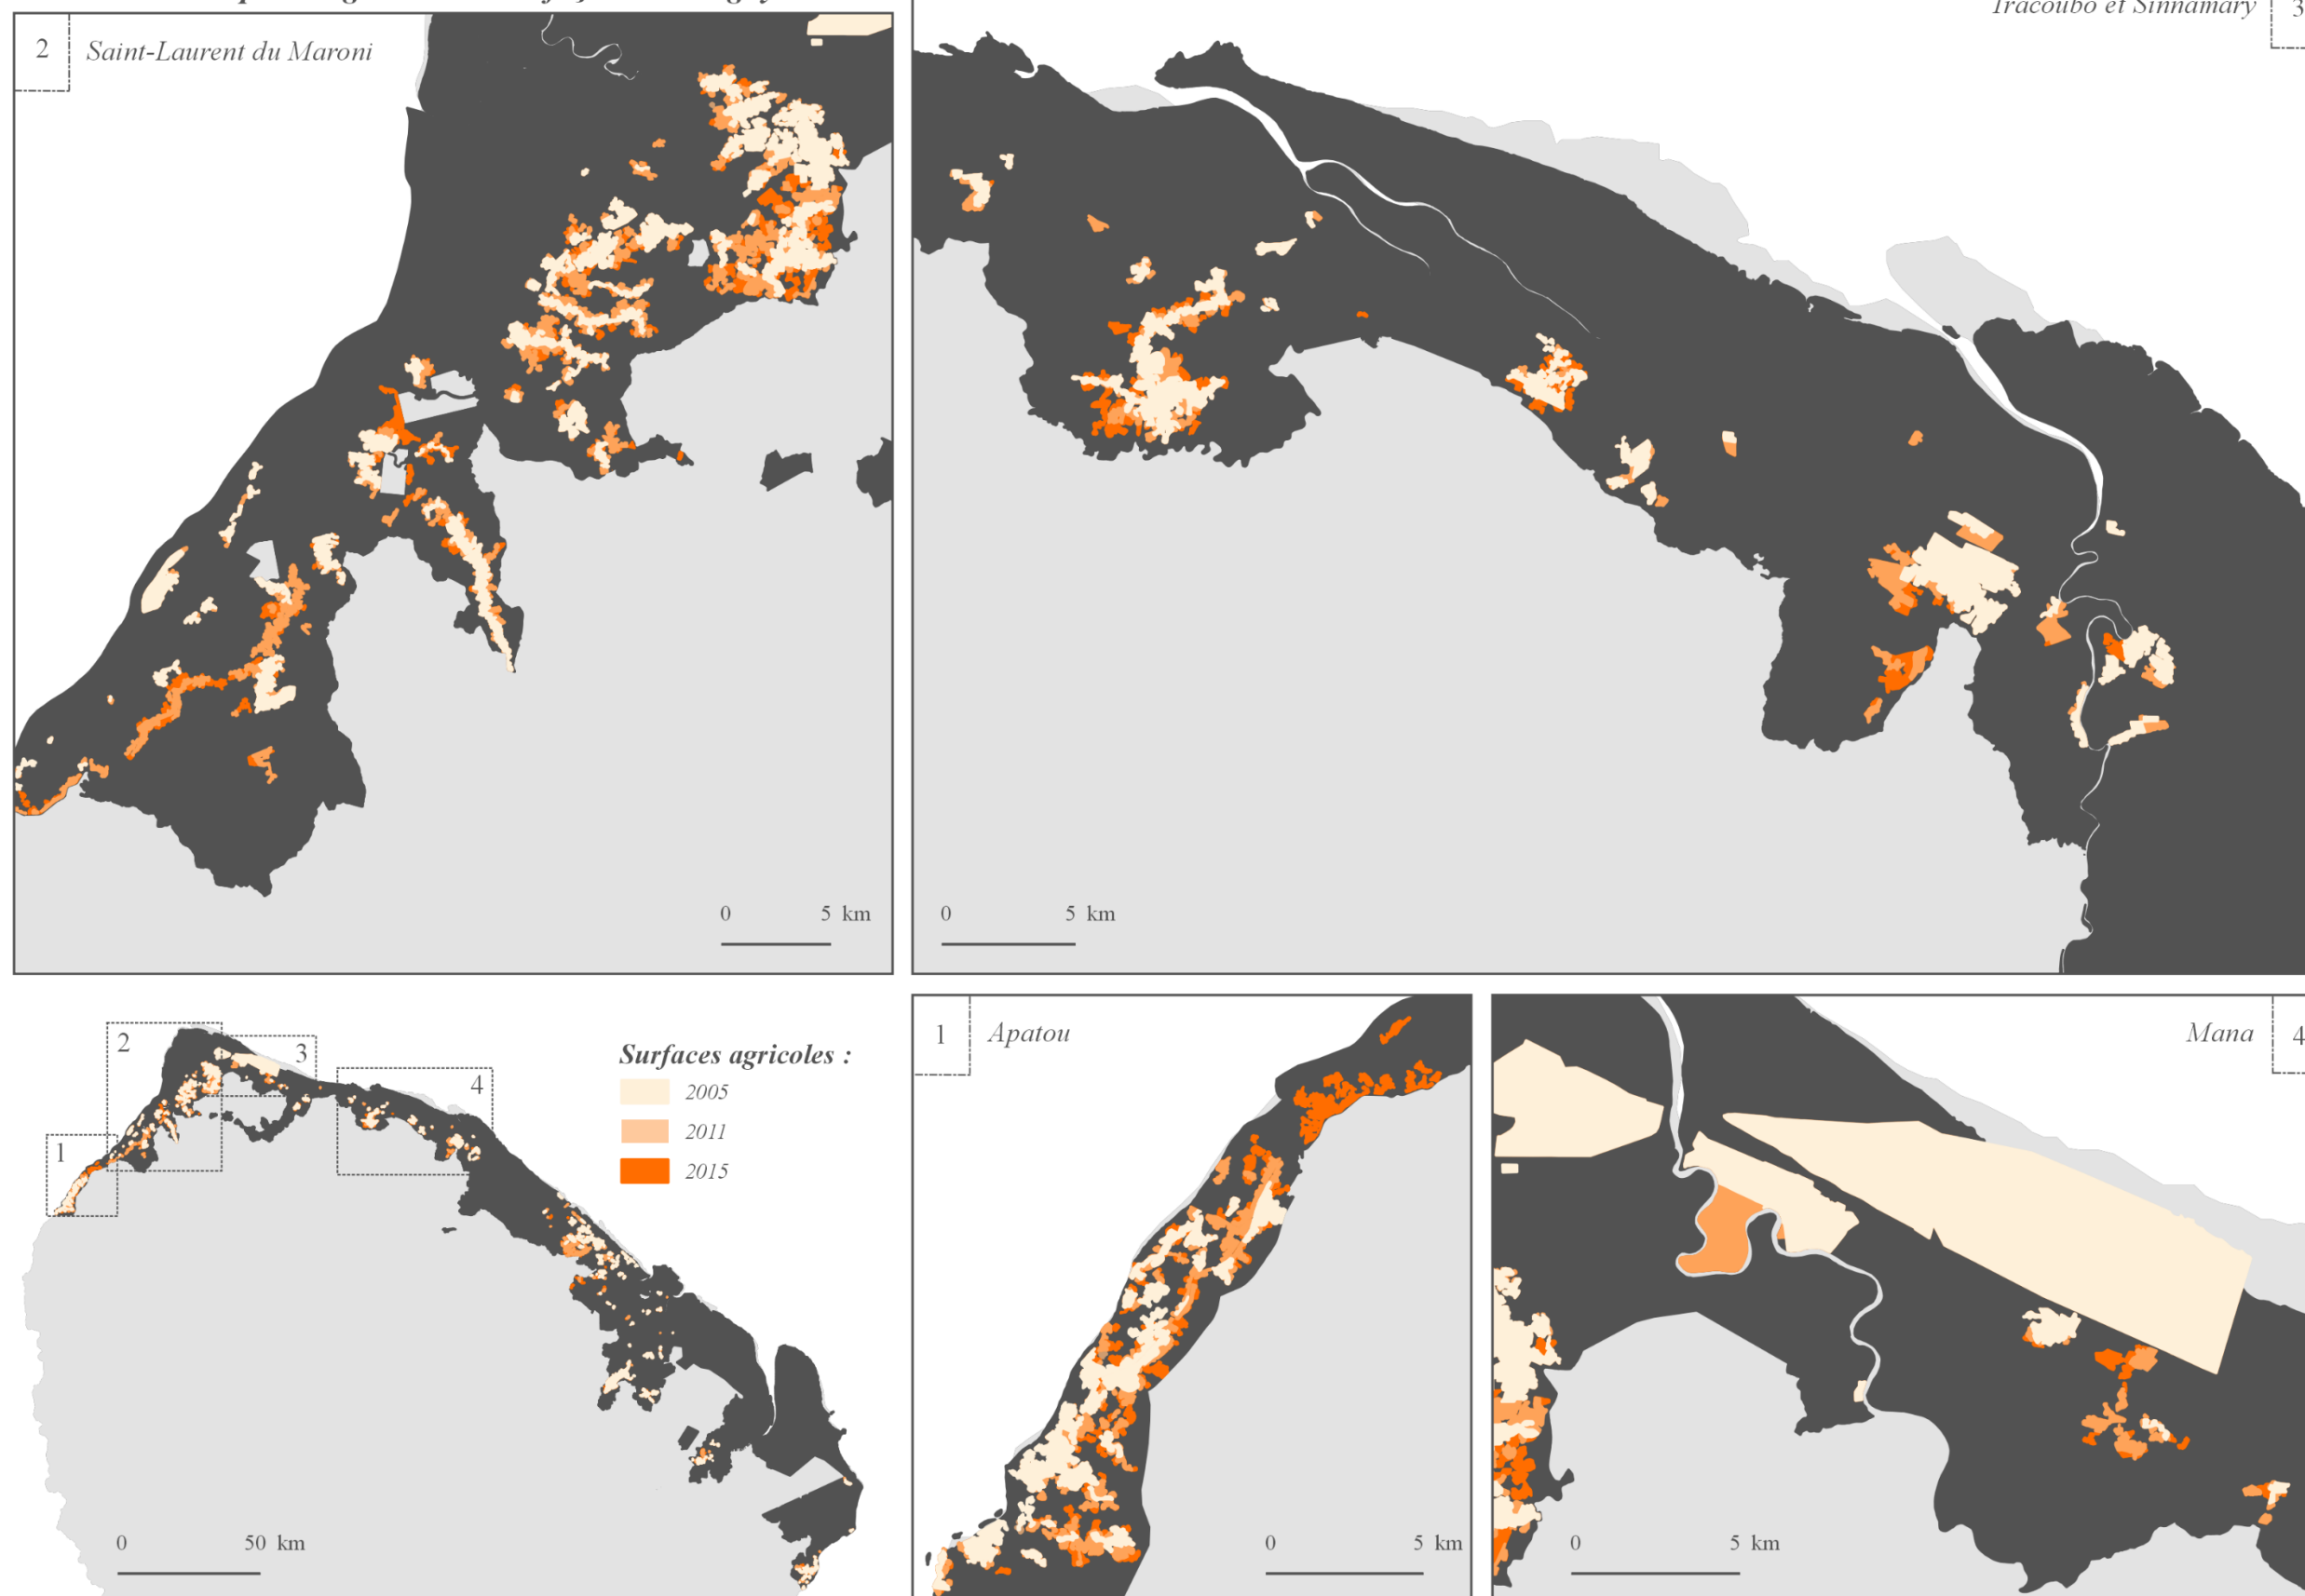 2 Saint-Laurent du Maroni
Iracoubo et Sinnamary 3
0 5 km
0 5 km
2
3
4
1
Surfaces agricoles :
2005
2011
2015
0 50 km
1 Apatou
0 5 km
Mana 4
0 5 km